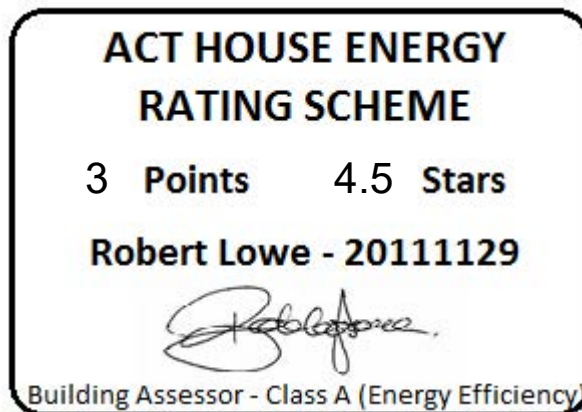 ACT HOUSE ENERGY
RATING SCHEME
3 Points 4.5 Stars
Robert Lowe - 20111129
Building Assessor - Class A (Energy Efficiency)